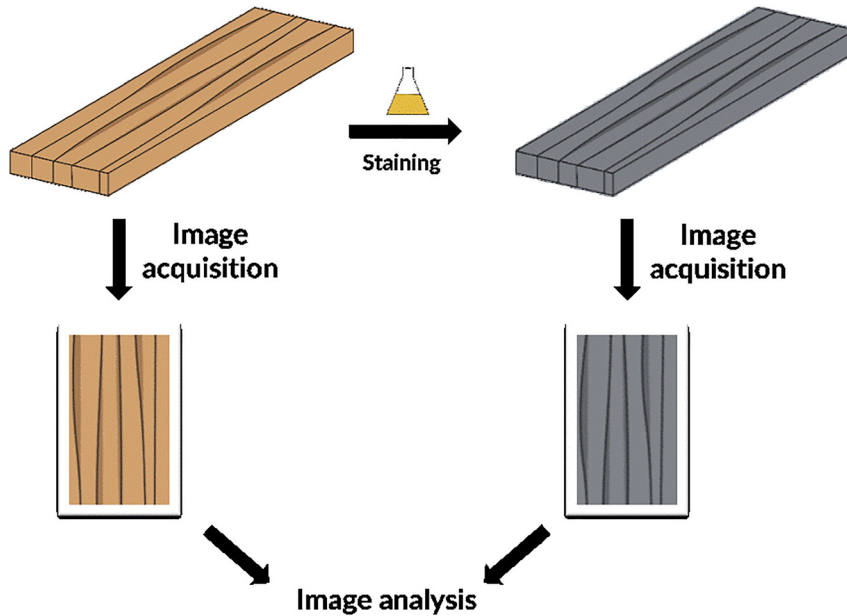 Staining
Image
acquisition
Image
acquisition
Image analysis